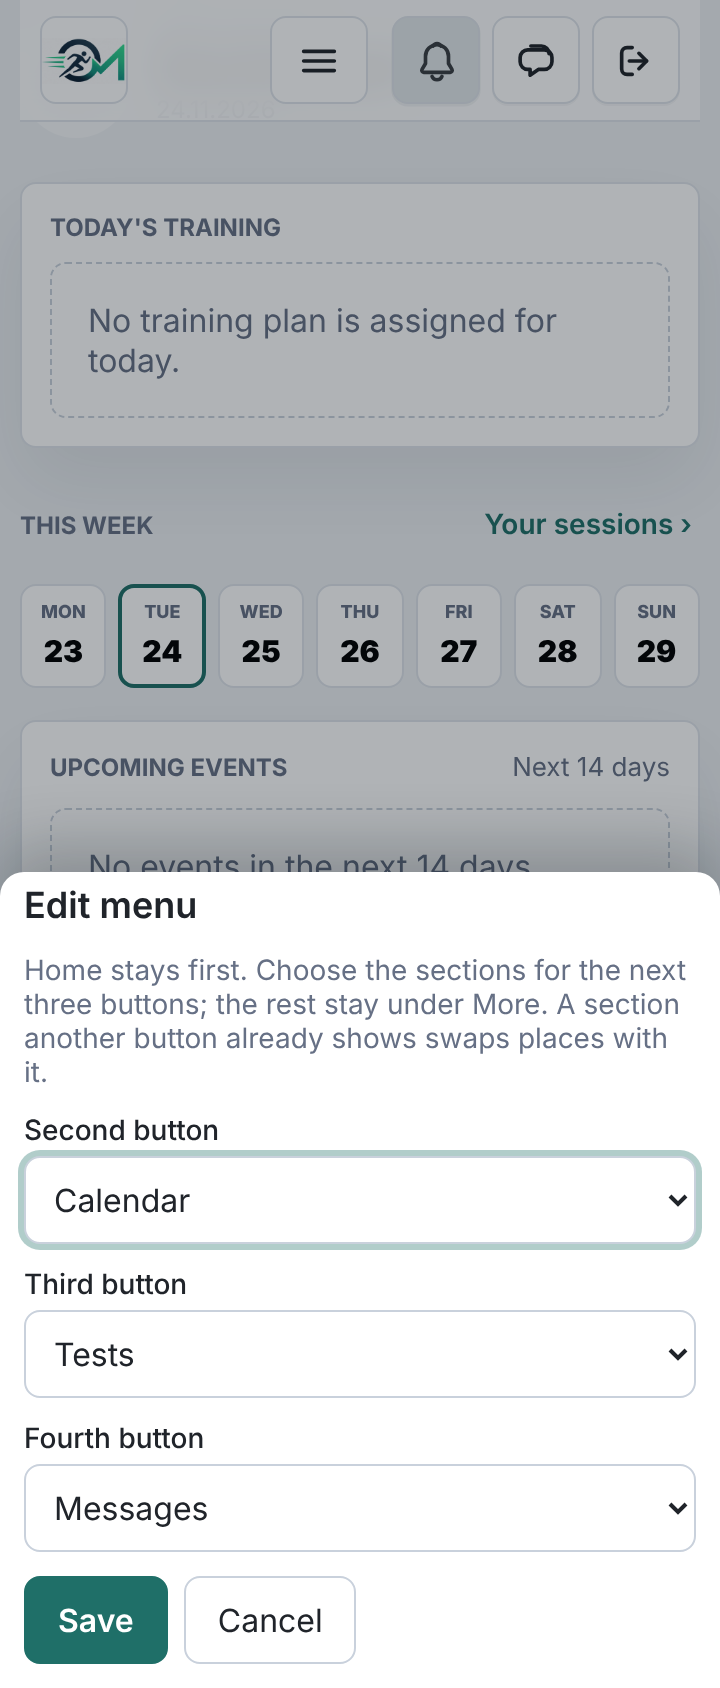 24.11.2026
TODAY'S TRAINING
No training plan is assigned for
today.
THIS WEEK
Your sessions ›
MON TUE WED THU FRI SAT SUN
23 24 25 26 27 28 29
UPCOMING EVENTS
Next 14 days
No events in the next 14 days
Edit menu
Home stays first. Choose the sections for the next
three buttons; the rest stay under More. A section
another button already shows swaps places with
it.
Second button
Calendar
Third button
Tests
Fourth button
Messages
Save
Cancel